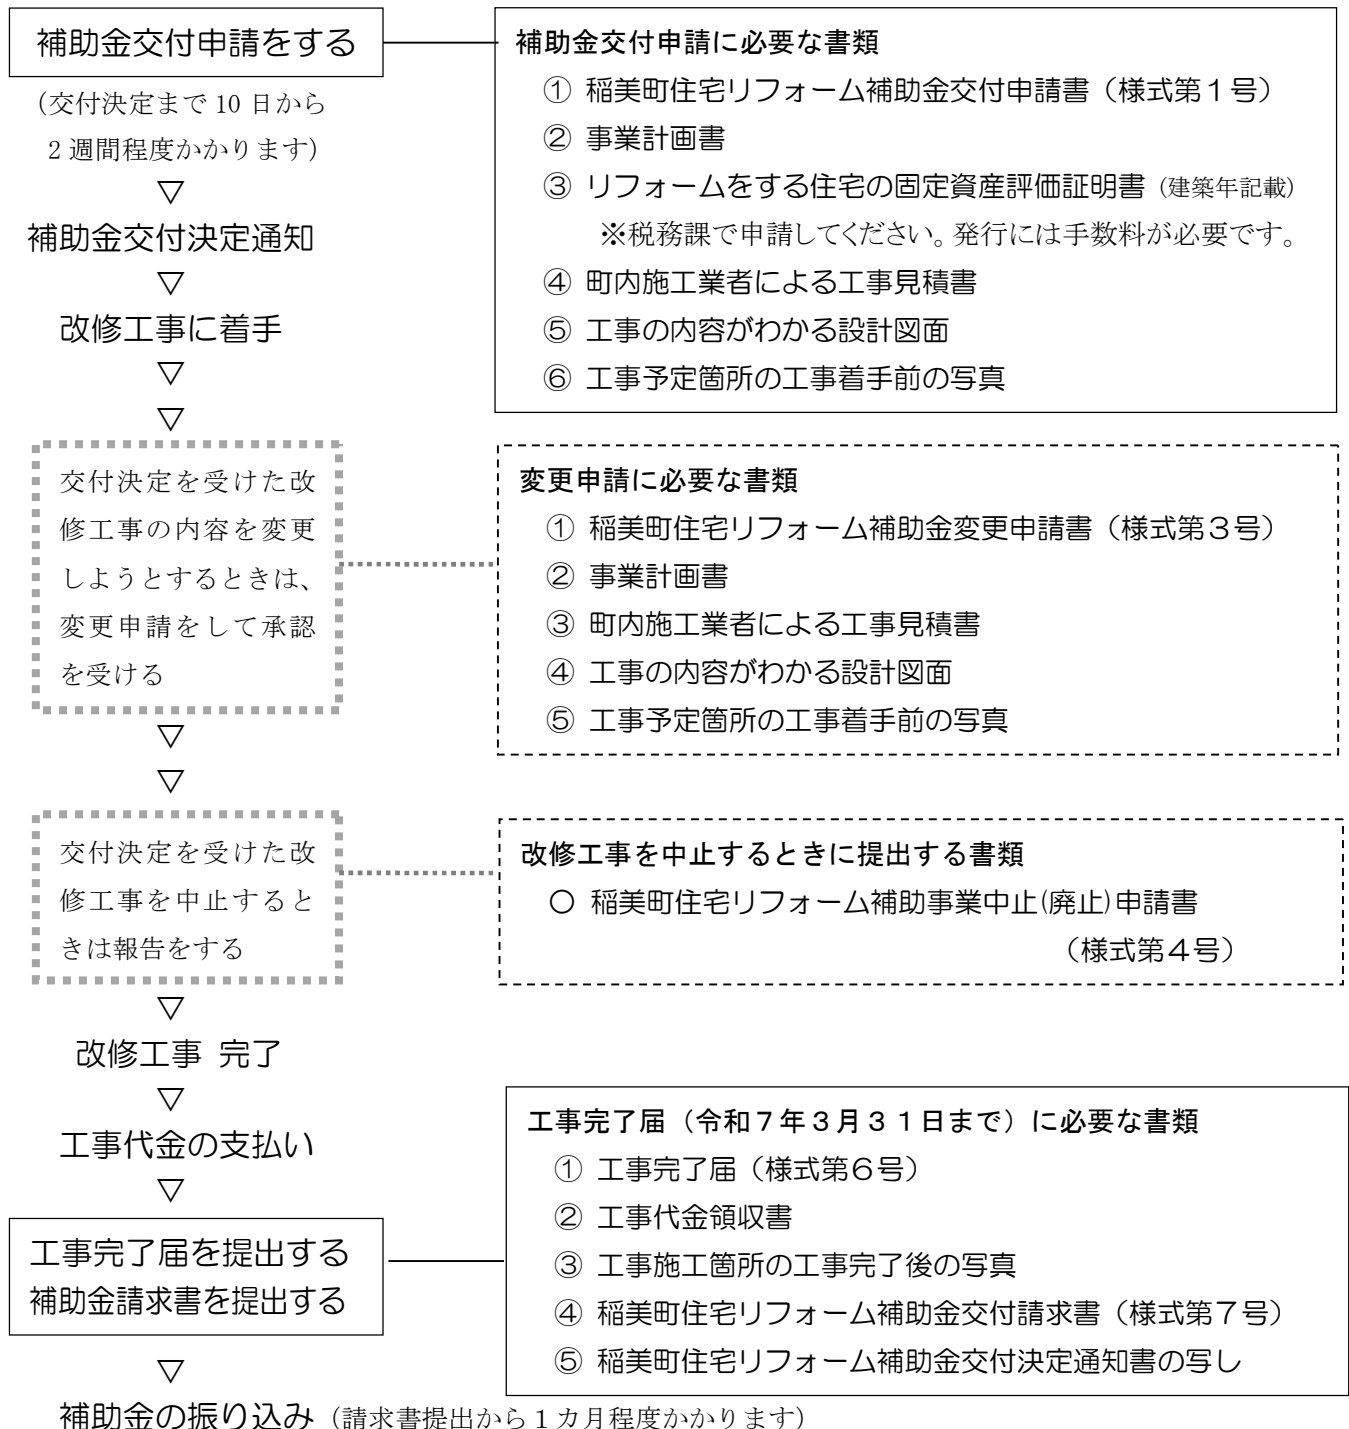 補助金交付申請をする
（交付決定まで 10 日から
2 週間程度かかります）
▽
補助金交付決定通知
▽
改修工事に着手
▽
▽
補助金交付申請に必要な書類
① 稲美町住宅リフォーム補助金交付申請書（様式第１号）
② 事業計画書
③ リフォームをする住宅の固定資産評価証明書（建築年記載）
※税務課で申請してください。発行には手数料が必要です。
④ 町内施工業者による工事見積書
⑤ 工事の内容がわかる設計図面
⑥ 工事予定箇所の工事着手前の写真
交付決定を受けた改
修工事の内容を変更
しようとするときは、
変更申請をして承認
を受ける
▽
▽
変更申請に必要な書類
① 稲美町住宅リフォーム補助金変更申請書（様式第３号）
② 事業計画書
③ 町内施工業者による工事見積書
④ 工事の内容がわかる設計図面
⑤ 工事予定箇所の工事着手前の写真
交付決定を受けた改
修工事を中止すると
きは報告をする
▽
改修工事を中止するときに提出する書類
○ 稲美町住宅リフォーム補助事業中止(廃止)申請書
（様式第４号）
改修工事 完了
▽
工事代金の支払い
▽
工事完了届を提出する
補助金請求書を提出する
▽
工事完了届（令和７年３月３１日まで）に必要な書類
① 工事完了届（様式第６号）
② 工事代金領収書
③ 工事施工箇所の工事完了後の写真
④ 稲美町住宅リフォーム補助金交付請求書（様式第７号）
⑤ 稲美町住宅リフォーム補助金交付決定通知書の写し
補助金の振り込み（請求書提出から１カ月程度かかります）